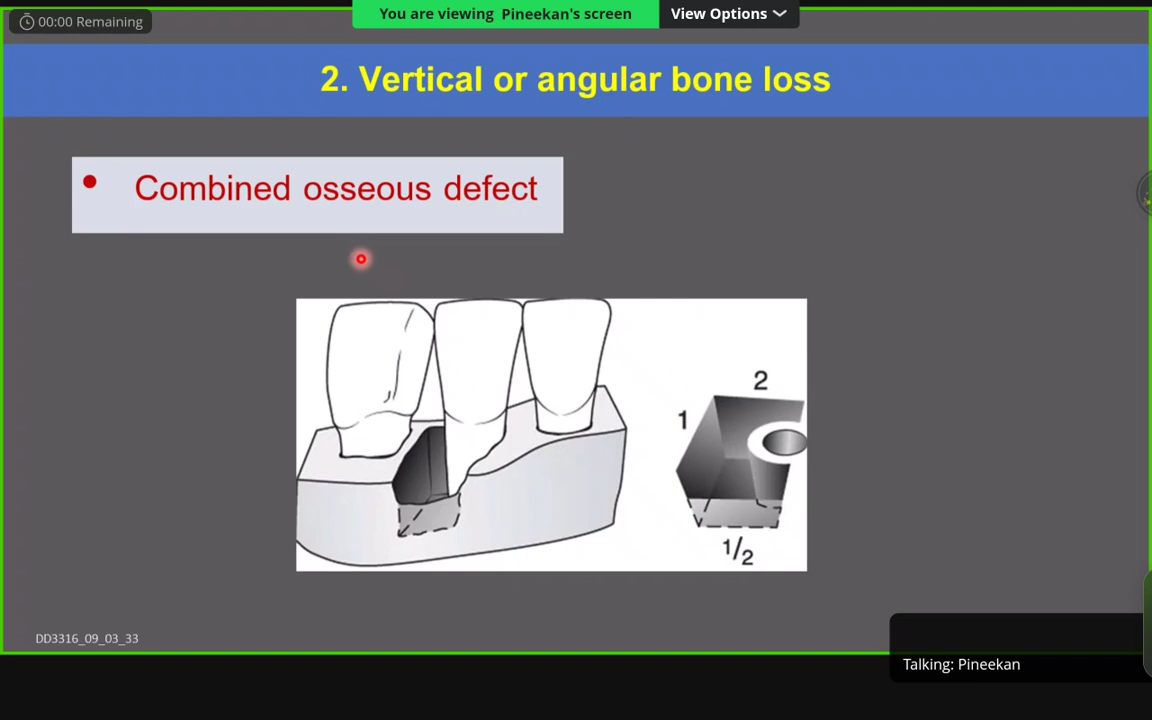 00:00 Remaining
You are viewing Pineekan's screen
View Options
2. Vertical or angular bone loss
• Combined osseous defect
2
1
1/2
DD3316_09_03_33
Talking: Pineekan